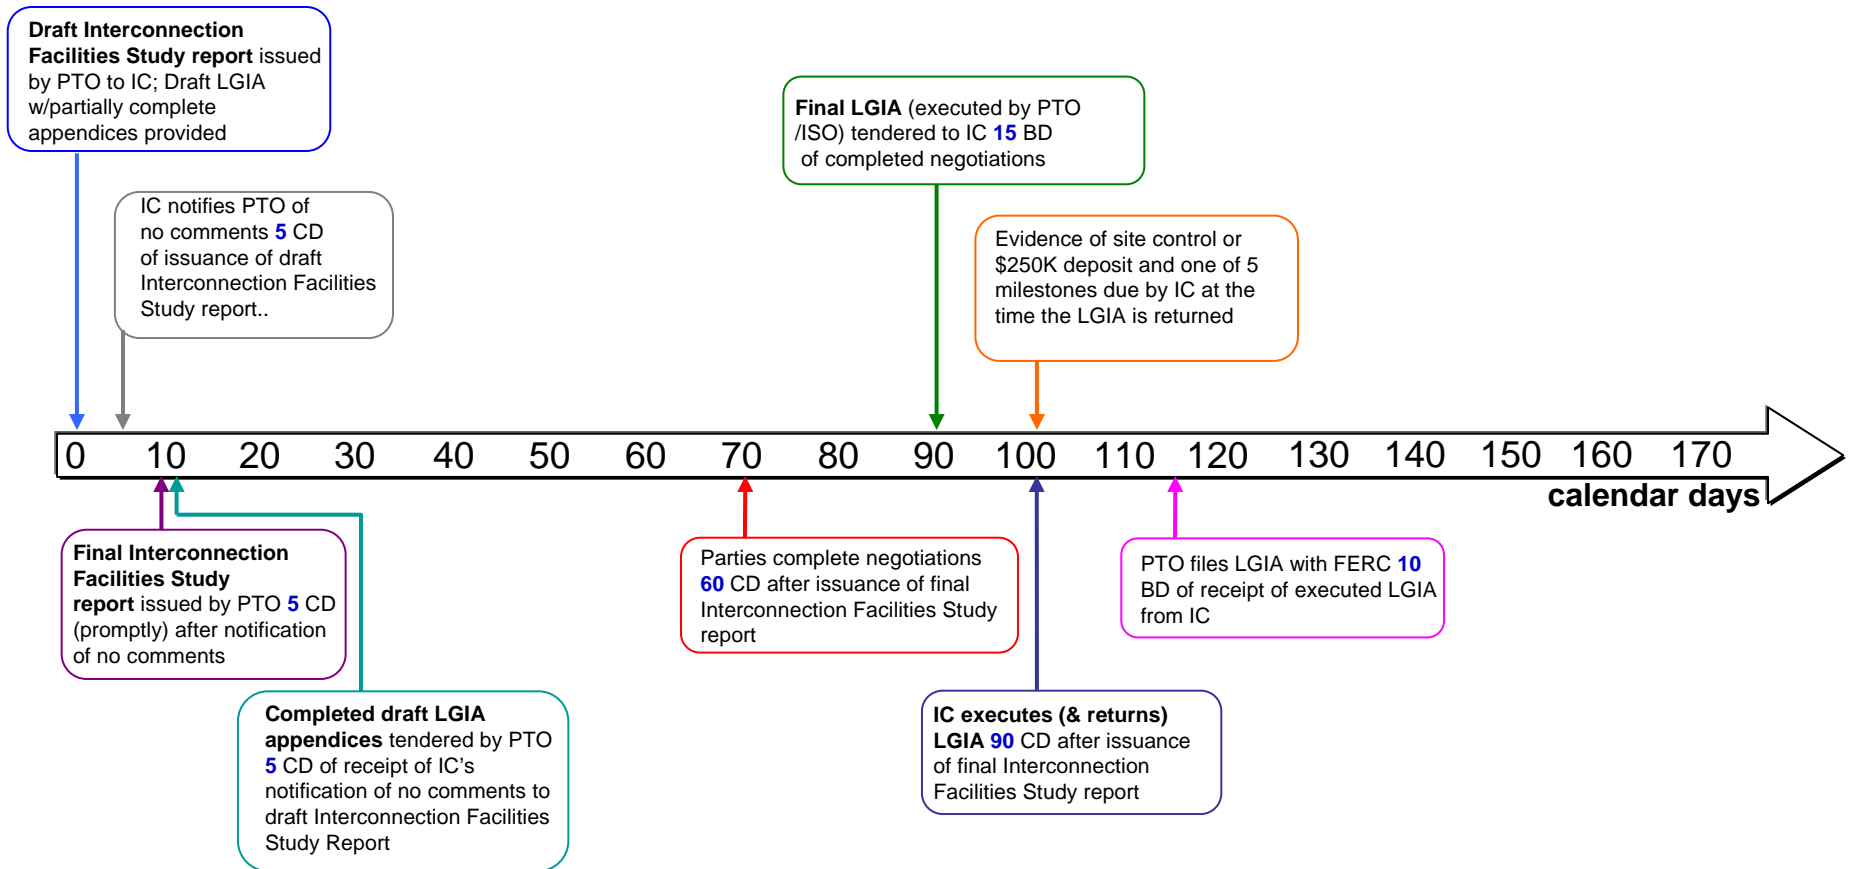 Draft Interconnection
Facilities Study report issued
by PTO to IC; Draft LGIA
w/partially complete
appendices provided
IC notifies PTO of
no comments 5 CD
of issuance of draft
Interconnection Facilities
Study report..
Final LGIA (executed by PTO
/ISO) tendered to IC 15 BD
of completed negotiations
Evidence of site control or
$250K deposit and one of 5
milestones due by IC at the
time the LGIA is returned
0 10 20 30 40 50 60 70 80 90 100 110 120 130 140 150 160 170
calendar days
Final Interconnection
Facilities Study
report issued by PTO 5 CD
(promptly) after notification
of no comments
Completed draft LGIA
appendices tendered by PTO
5 CD of receipt of IC’s
notification of no comments to
draft Interconnection Facilities
Study Report
Parties complete negotiations
60 CD after issuance of final
Interconnection Facilities Study
report
IC executes (& returns)
LGIA 90 CD after issuance
of final Interconnection
Facilities Study report
PTO files LGIA with FERC 10
BD of receipt of executed LGIA
from IC